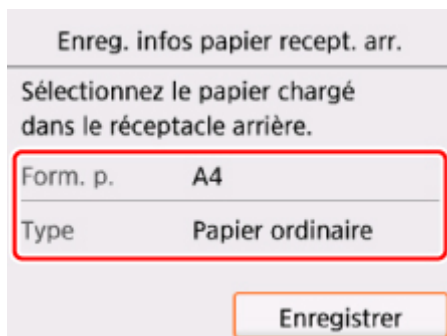 Enreg. infos papier recept. arr.
Sélectionnez le papier chargé
dans le réceptacle arrière.
Form. p. A4
Type Papier ordinaire
Enregistrer